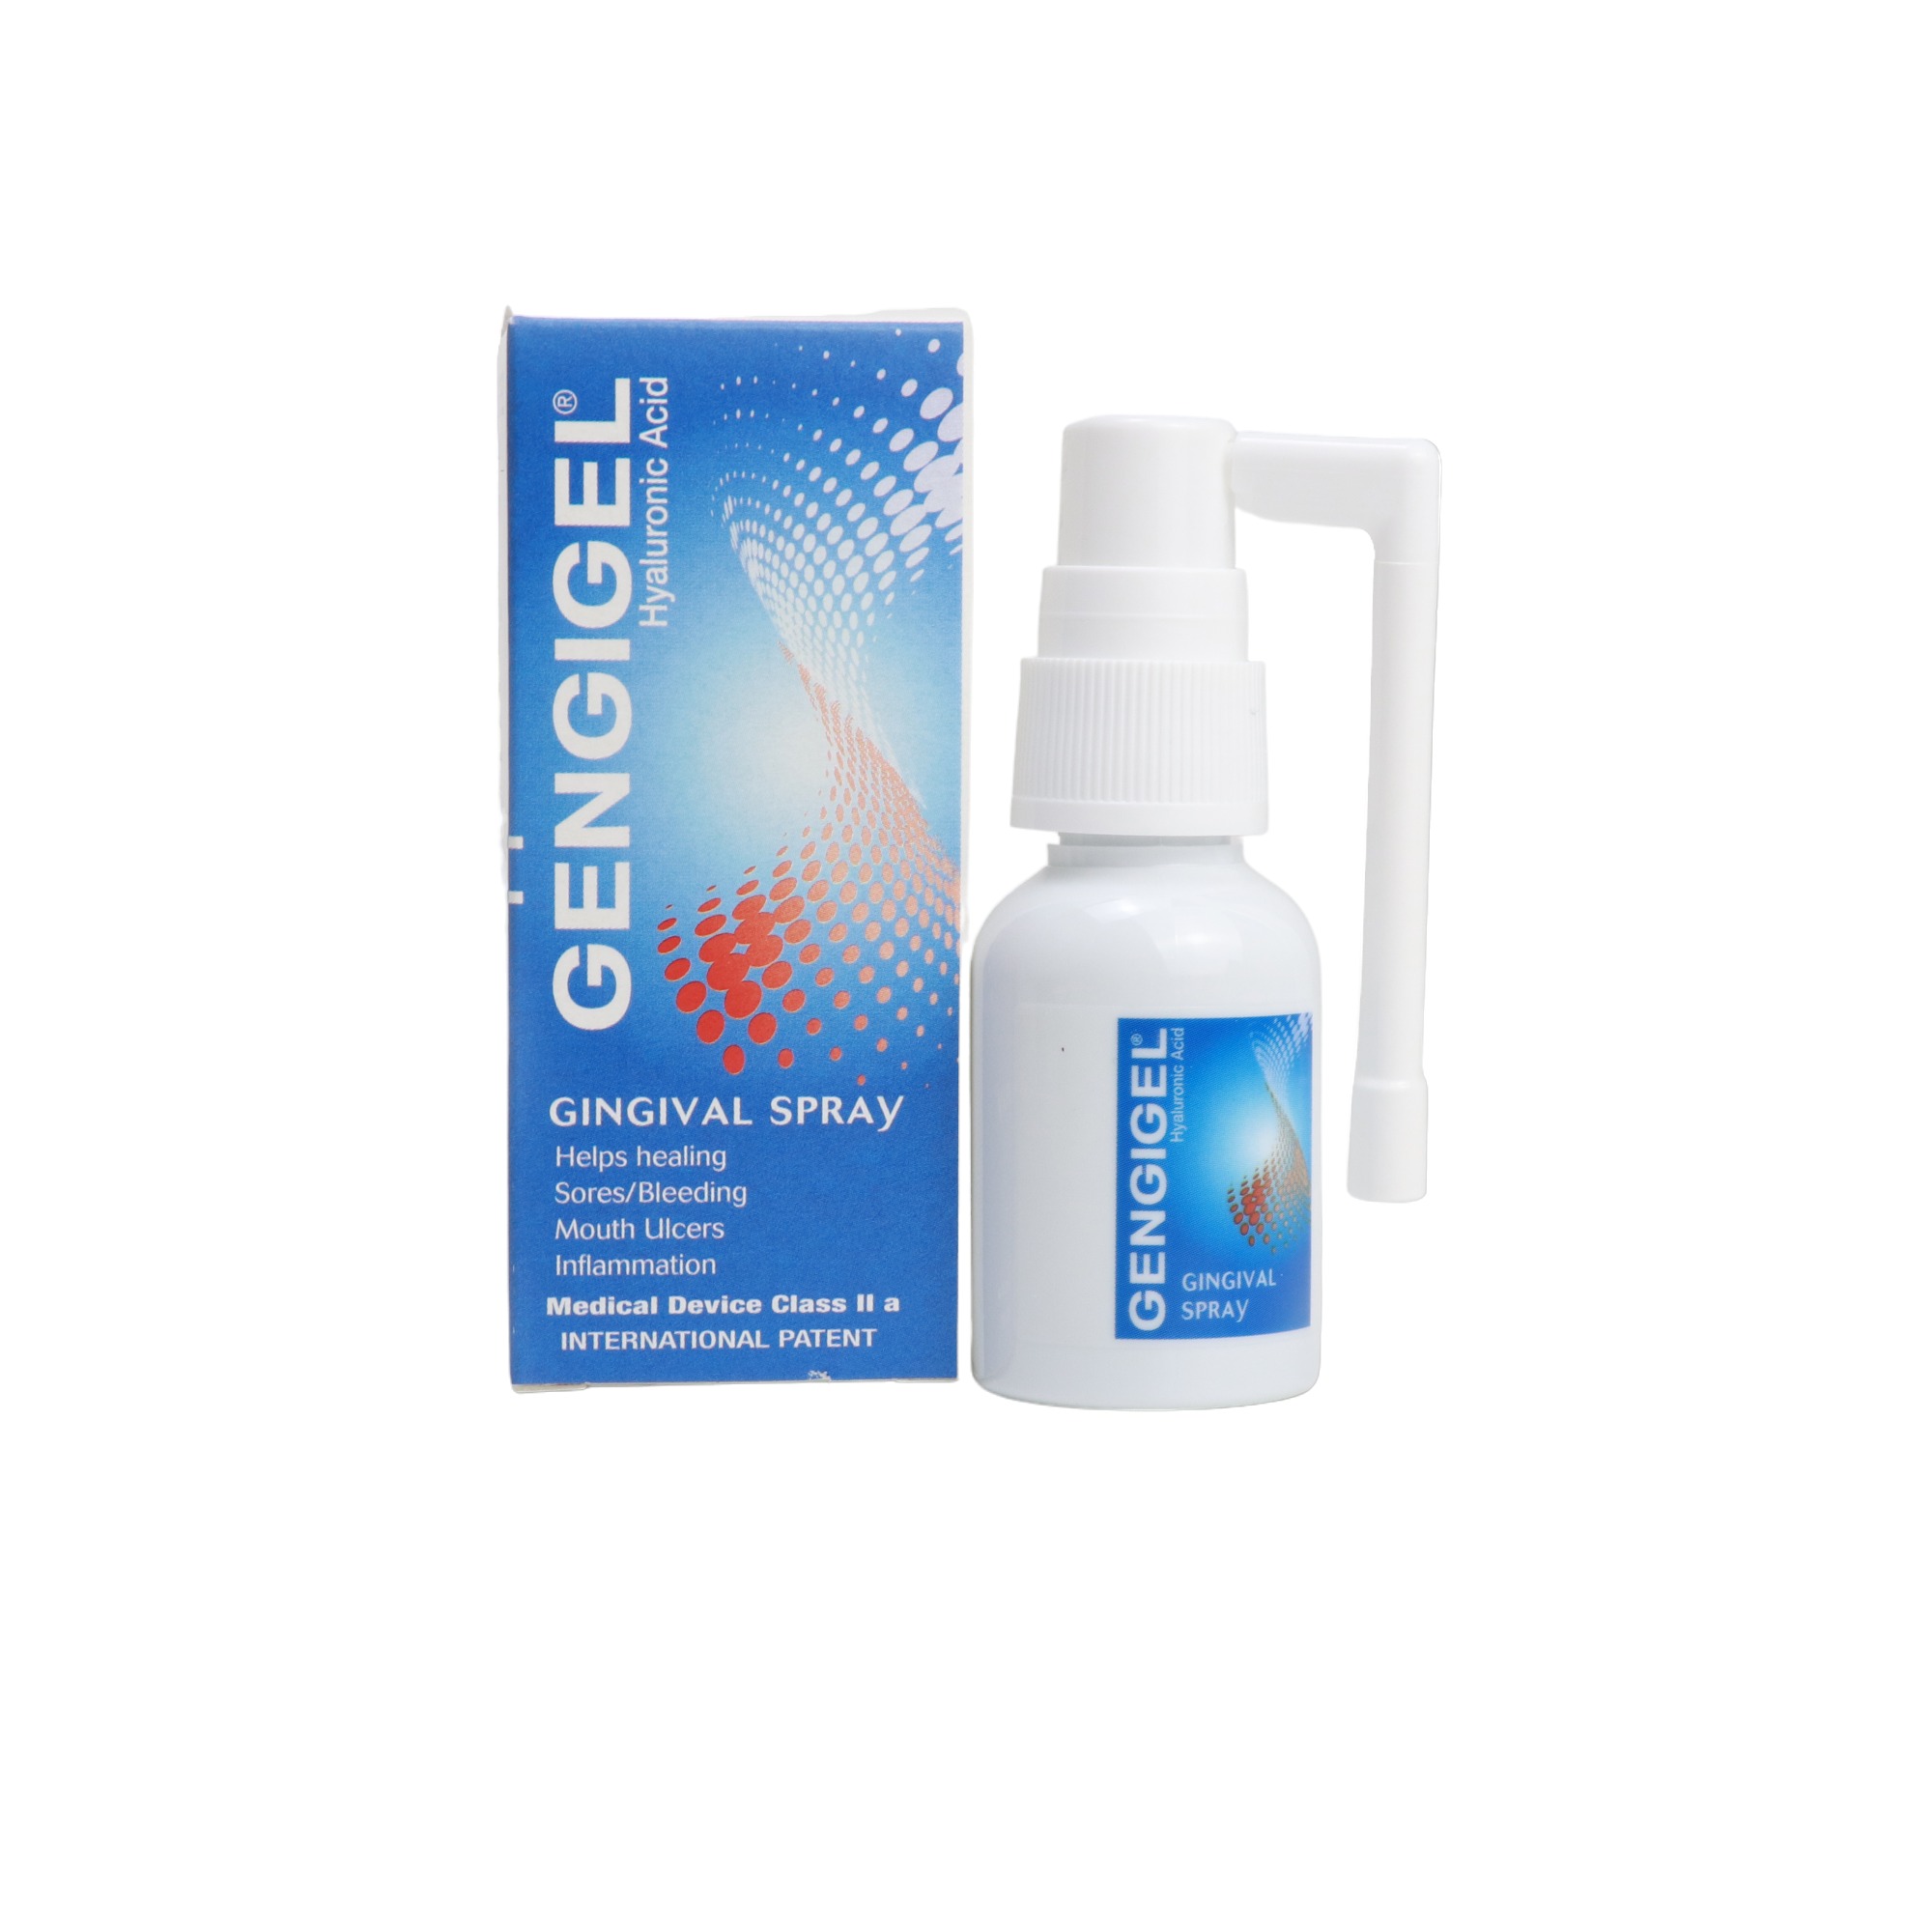 GENGIGEL®
Hyaluronic Acid
GINGIVAL SPRAY
Helps healing
Sores/Bleeding
Mouth Ulcers
Inflammation
Medical Device Class II a
INTERNATIONAL PATENT
GENGIGEL®
Hyaluronic Acid
GINGIVAL
SPRAY